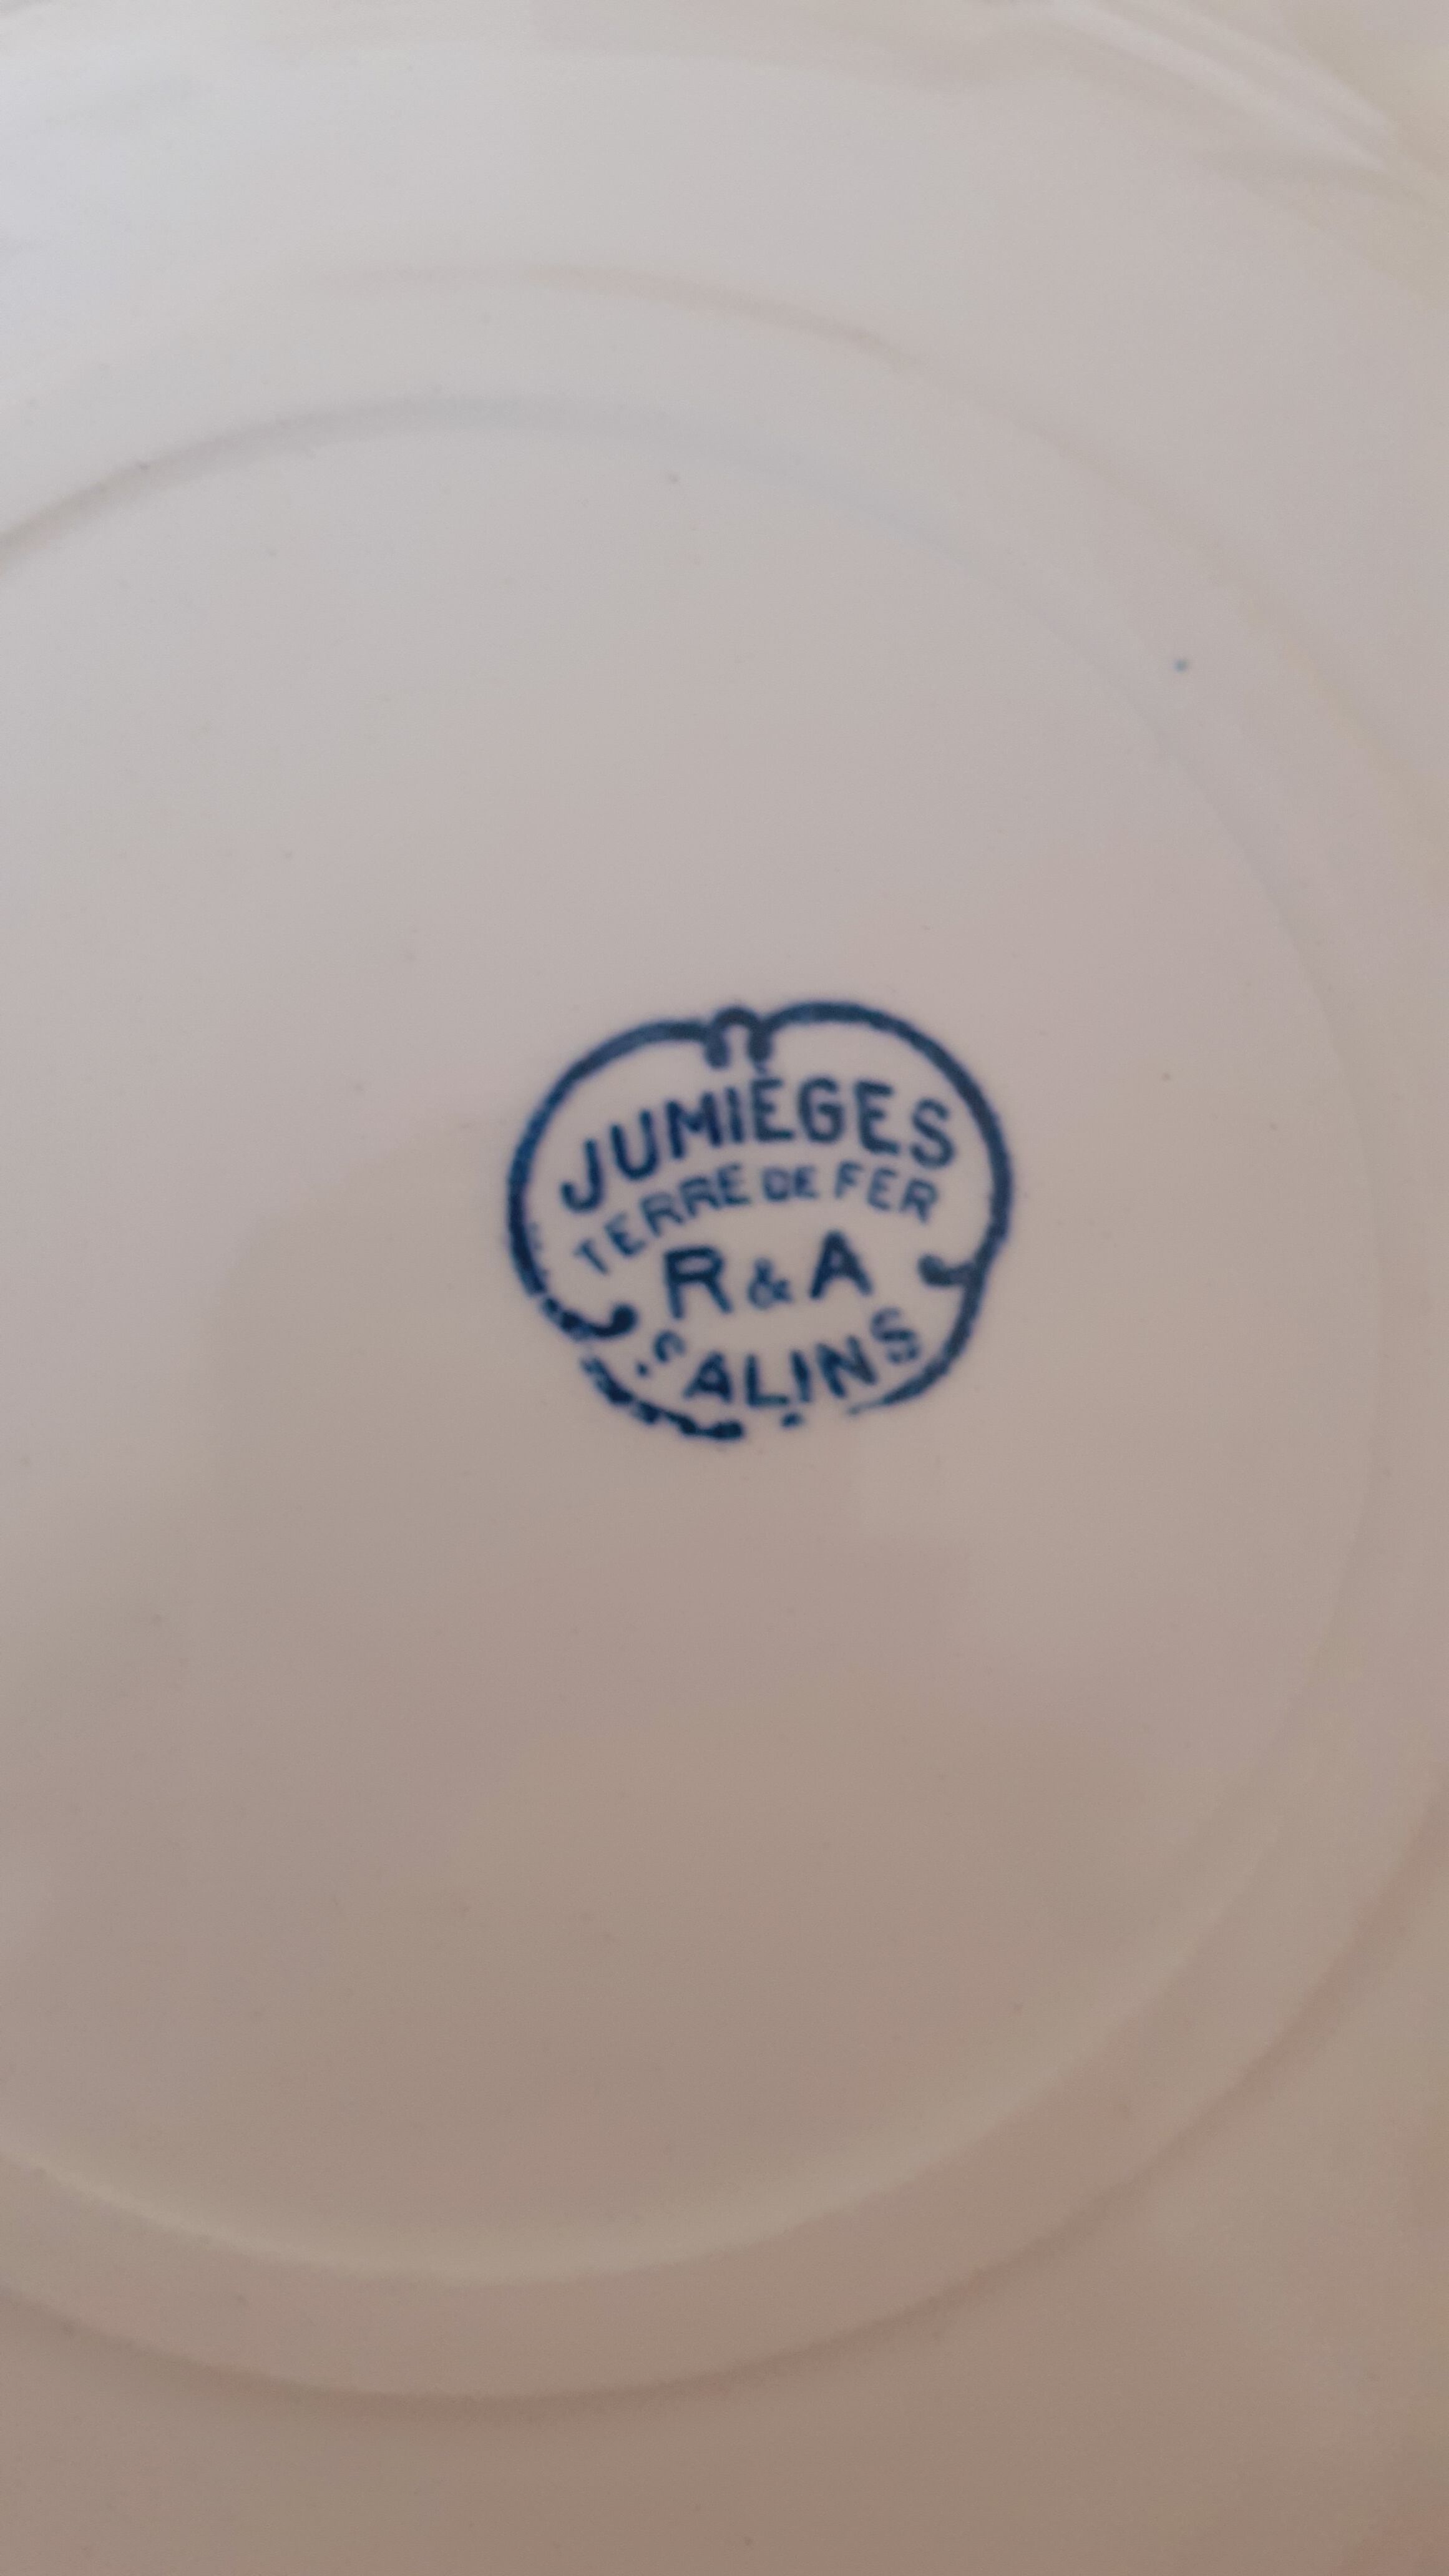 JUMIÈGES
TERRE DE FER
R & A
SALINS